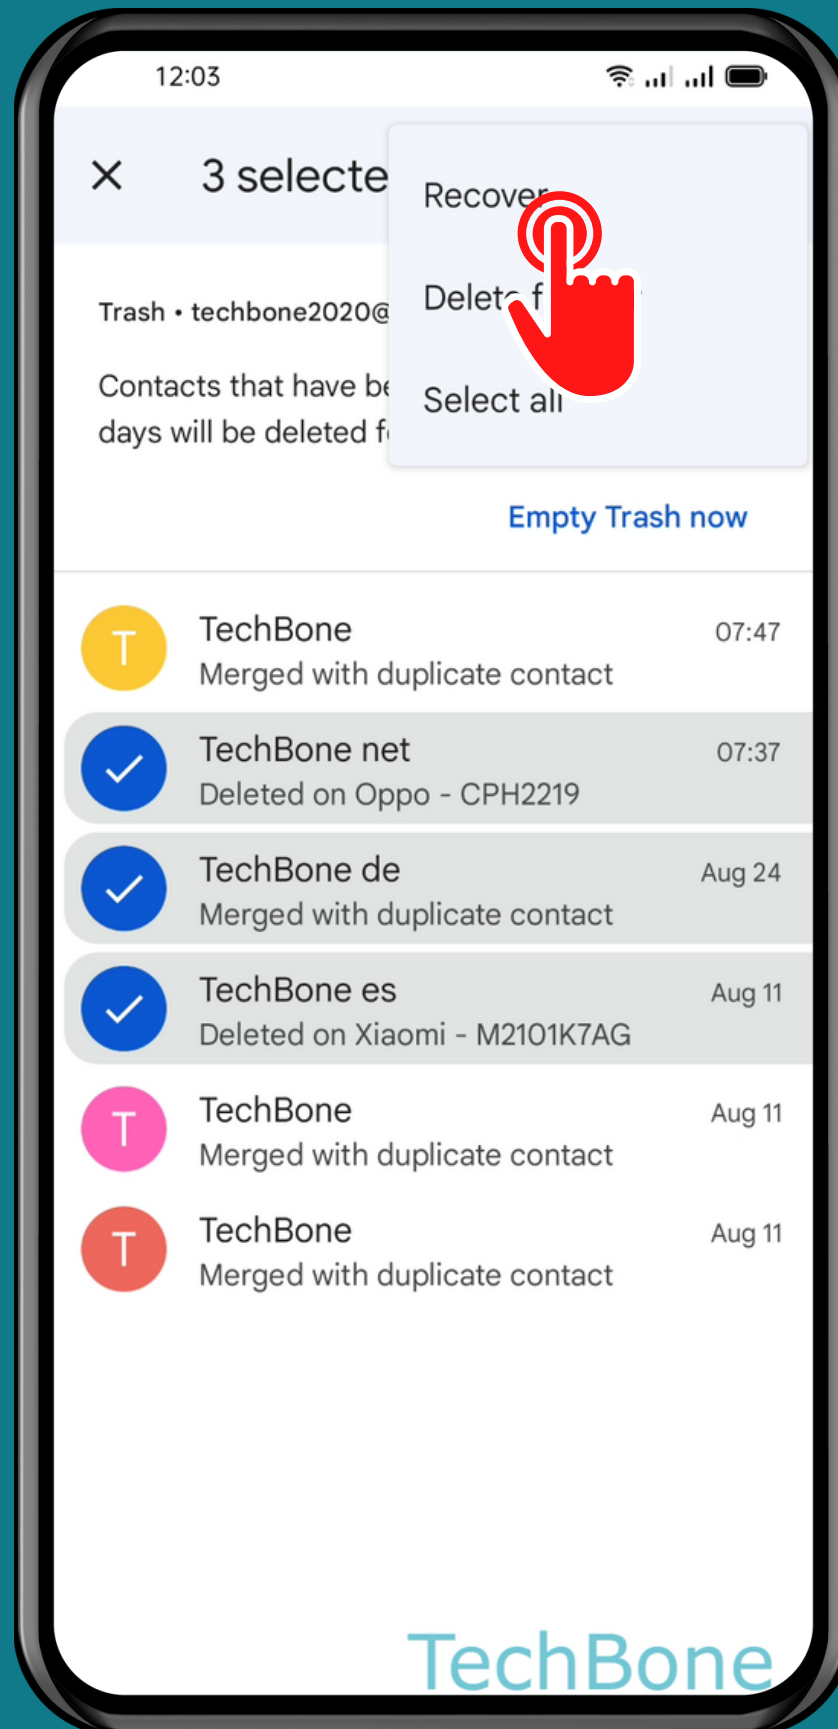 12:03
3 selecte
Recover
Trash • techbone2020@
Delete f
Contacts that have be
days will be deleted f
Select all
Empty Trash now
T
TechBone
07:47
Merged with duplicate contact
TechBone net
07:37
Deleted on Oppo - CPH2219
TechBone de
Aug 24
Merged with duplicate contact
TechBone es
Aug 11
Deleted on Xiaomi - M2101K7AG
T
TechBone
Aug 11
Merged with duplicate contact
T
TechBone
Aug 11
Merged with duplicate contact
TechBone